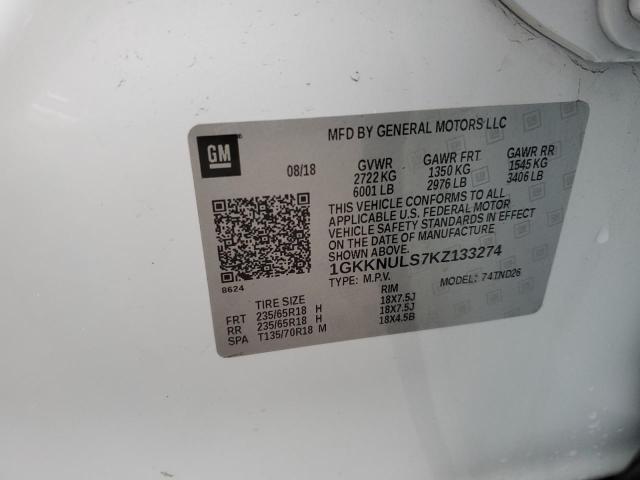 MFD BY GENERAL MOTORS LLC
GM
08/18
GVWR GAWR FRT GAWR RR
2722 KG 1350 KG 1545 KG
6001 LB 2976 LB 3406 LB
THIS VEHICLE CONFORMS TO ALL
APPLICABLE U.S. FEDERAL MOTOR
VEHICLE SAFETY STANDARDS IN EFFECT
ON THE DATE OF MANUFACTURE
SHOWN ABOVE.
1GKKNULS7KZ133274
TYPE: M.P.V. MODEL: 74TND26
8624
TIRE SIZE RIM
FRT 235/65R18 H 18X7.5J
RR 235/65R18 H 18X7.5J
SPA T135/70R18 M 18X4.5B